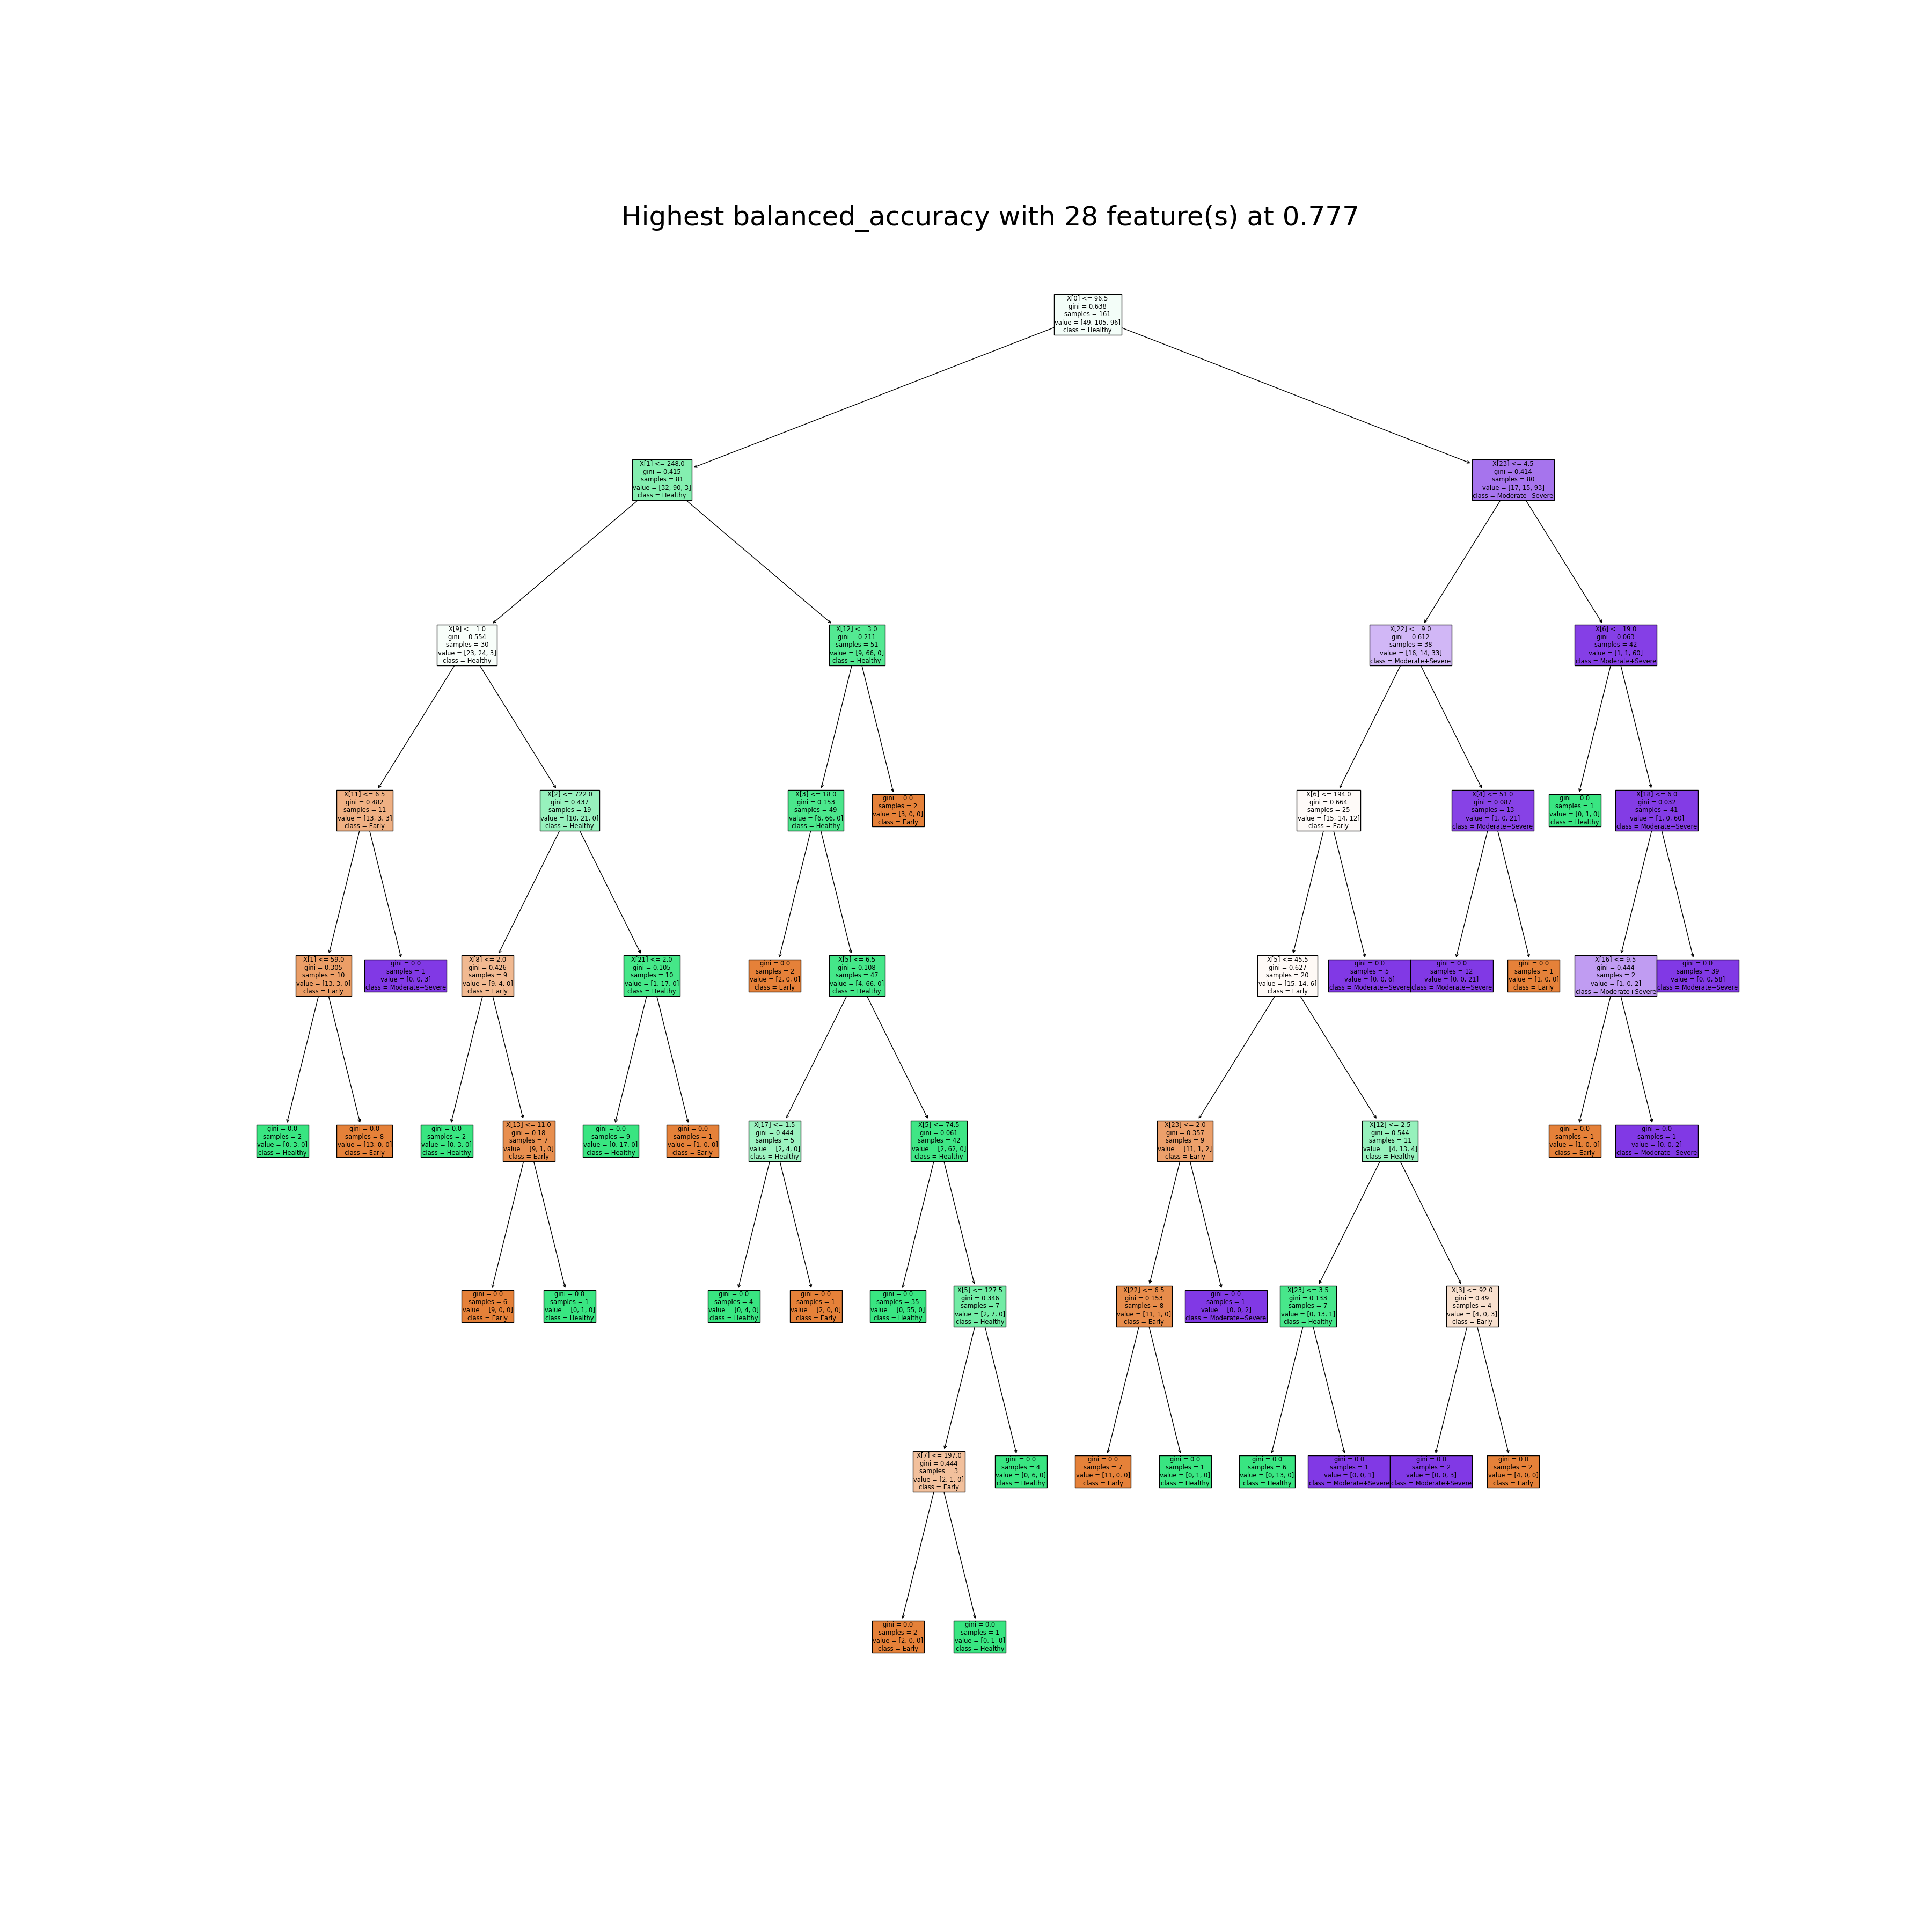 Highest balanced_accuracy with 28 feature(s) at 0.777
X[0] <= 96.5
gini = 0.638
samples = 161
value = [49, 105, 96]
class = Healthy
X[1] <= 248.0
gini = 0.415
samples = 81
value = [32, 90, 3]
class = Healthy
X[23] <= 4.5
gini = 0.414
samples = 80
value = [17, 15, 93]
class = Moderate+Severe
X[9] <= 1.0
gini = 0.554
samples = 30
value = [23, 24, 3]
class = Healthy
X[12] <= 3.0
gini = 0.211
samples = 51
value = [9, 66, 0]
class = Healthy
X[22] <= 9.0
gini = 0.612
samples = 38
value = [16, 14, 33]
class = Moderate+Severe
X[6] <= 19.0
gini = 0.063
samples = 42
value = [1, 1, 60]
class = Moderate+Severe
X[11] <= 6.5
gini = 0.482
samples = 11
value = [13, 3, 3]
class = Early
X[2] <= 722.0
gini = 0.437
samples = 19
value = [10, 21, 0]
class = Healthy
X[3] <= 18.0
gini = 0.153
samples = 49
value = [6, 66, 0]
class = Healthy
gini = 0.0
samples = 2
value = [3, 0, 0]
class = Early
X[6] <= 194.0
gini = 0.664
samples = 25
value = [15, 14, 12]
class = Early
X[4] <= 51.0
gini = 0.087
samples = 13
value = [1, 0, 21]
class = Moderate+Severe
gini = 0.0
samples = 1
value = [0, 1, 0]
class = Healthy
X[18] <= 6.0
gini = 0.032
samples = 41
value = [1, 0, 60]
class = Moderate+Severe
X[1] <= 59.0
gini = 0.305
samples = 10
value = [13, 3, 0]
class = Early
gini = 0.0
samples = 1
value = [0, 0, 3]
class = Moderate+Severe
X[8] <= 2.0
gini = 0.426
samples = 9
value = [9, 4, 0]
class = Early
X[21] <= 2.0
gini = 0.105
samples = 10
value = [1, 17, 0]
class = Healthy
gini = 0.0
samples = 2
value = [2, 0, 0]
class = Early
X[5] <= 6.5
gini = 0.108
samples = 47
value = [4, 66, 0]
class = Healthy
X[5] <= 45.5
gini = 0.627
samples = 20
value = [15, 14, 6]
class = Early
gini = 0.0
samples = 5
value = [0, 0, 6]
class = Moderate+Severe
gini = 0.0
samples = 12
value = [0, 0, 21]
class = Moderate+Severe
gini = 0.0
samples = 1
value = [1, 0, 0]
class = Early
X[16] <= 9.5
gini = 0.444
samples = 2
value = [1, 0, 2]
class = Moderate+Severe
gini = 0.0
samples = 39
value = [0, 0, 58]
class = Moderate+Severe
gini = 0.0
samples = 2
value = [0, 3, 0]
class = Healthy
gini = 0.0
samples = 8
value = [13, 0, 0]
class = Early
gini = 0.0
samples = 2
value = [0, 3, 0]
class = Healthy
X[13] <= 11.0
gini = 0.18
samples = 7
value = [9, 1, 0]
class = Early
gini = 0.0
samples = 9
value = [0, 17, 0]
class = Healthy
gini = 0.0
samples = 1
value = [1, 0, 0]
class = Early
X[17] <= 1.5
gini = 0.444
samples = 5
value = [2, 4, 0]
class = Healthy
X[5] <= 74.5
gini = 0.061
samples = 42
value = [2, 62, 0]
class = Healthy
X[23] <= 2.0
gini = 0.357
samples = 9
value = [11, 1, 2]
class = Early
X[12] <= 2.5
gini = 0.544
samples = 11
value = [4, 13, 4]
class = Healthy
gini = 0.0
samples = 1
value = [1, 0, 0]
class = Early
gini = 0.0
samples = 1
value = [0, 0, 2]
class = Moderate+Severe
gini = 0.0
samples = 6
value = [9, 0, 0]
class = Early
gini = 0.0
samples = 1
value = [0, 1, 0]
class = Healthy
gini = 0.0
samples = 4
value = [0, 4, 0]
class = Healthy
gini = 0.0
samples = 1
value = [2, 0, 0]
class = Early
gini = 0.0
samples = 35
value = [0, 55, 0]
class = Healthy
X[5] <= 127.5
gini = 0.346
samples = 7
value = [2, 7, 0]
class = Healthy
X[22] <= 6.5
gini = 0.153
samples = 8
value = [11, 1, 0]
class = Early
gini = 0.0
samples = 1
value = [0, 0, 2]
class = Moderate+Severe
X[23] <= 3.5
gini = 0.133
samples = 7
value = [0, 13, 1]
class = Healthy
X[3] <= 92.0
gini = 0.49
samples = 4
value = [4, 0, 3]
class = Early
X[7] <= 197.0
gini = 0.444
samples = 3
value = [2, 1, 0]
class = Early
gini = 0.0
samples = 4
value = [0, 6, 0]
class = Healthy
gini = 0.0
samples = 7
value = [11, 0, 0]
class = Early
gini = 0.0
samples = 1
value = [0, 1, 0]
class = Healthy
gini = 0.0
samples = 6
value = [0, 13, 0]
class = Healthy
gini = 0.0
samples = 1
value = [0, 0, 1]
class = Moderate+Severe
gini = 0.0
samples = 2
value = [0, 0, 3]
class = Moderate+Severe
gini = 0.0
samples = 2
value = [4, 0, 0]
class = Early
gini = 0.0
samples = 2
value = [2, 0, 0]
class = Early
gini = 0.0
samples = 1
value = [0, 1, 0]
class = Healthy